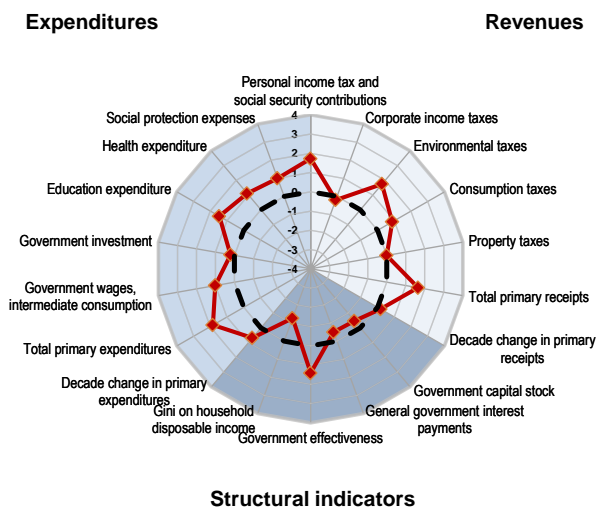 Expenditures
Revenues
Personal income tax and
social security contributions
Social protection expenses
Corporate income taxes
Health expenditure
Environmental taxes
Education expenditure
Consumption taxes
Government investment
Property taxes
Government wages,
intermediate consumption
Total primary receipts
Total primary expenditures
Decade change in primary
receipts
Decade change in primary
expenditures
Government capital stock
Gini on household
disposable income
General government interest
payments
Government effectiveness
4
3
2
1
0
-1
-2
-3
-4
Structural indicators